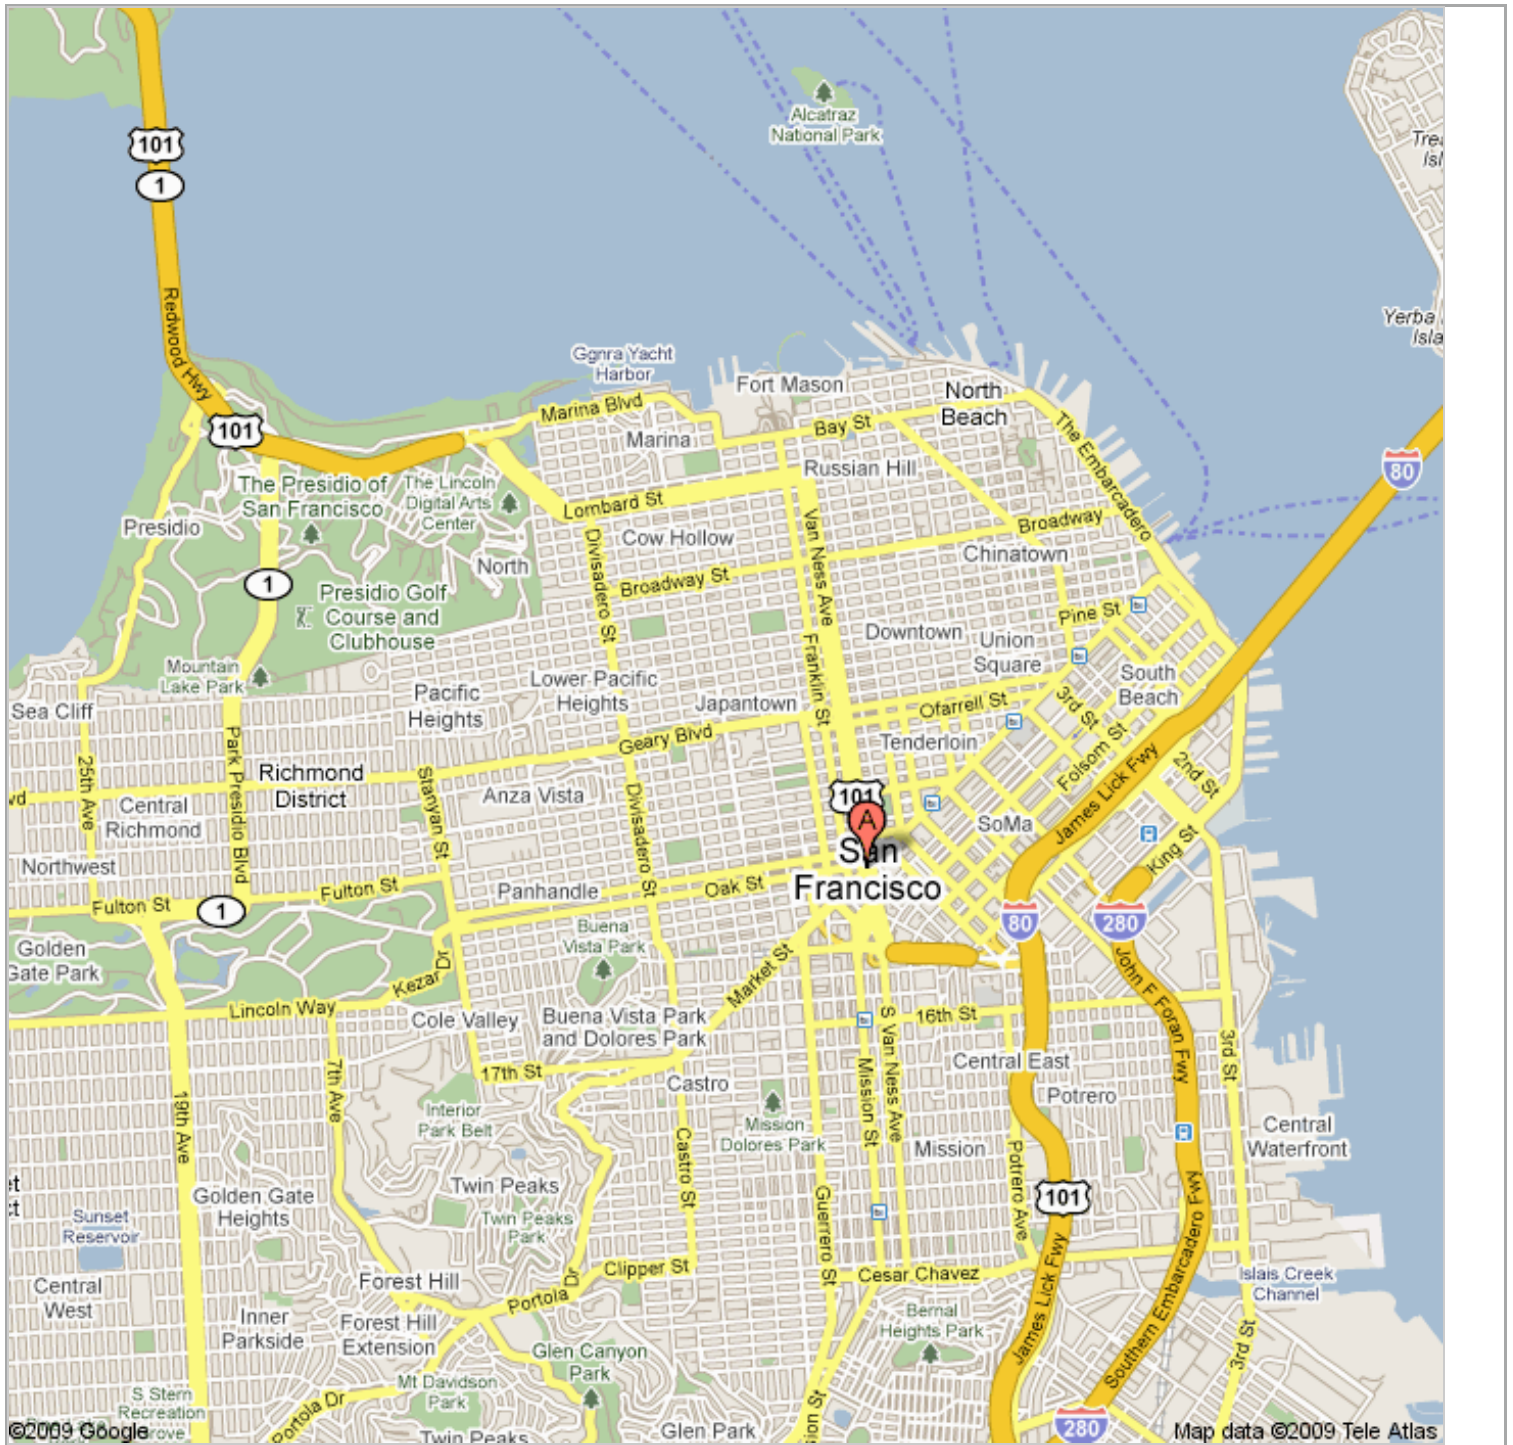 101
1
Alcatraz
National Park
Redwood Hwy
Yerba
Ggnra Yacht
Harbor
Fort Mason
North
Beach
Marina Blvd
Marina
Bay St
The Embarcadero
101
80
Russian Hill
The Presidio of
San Francisco
The Lincoln
Digital Arts
Center
Lombard St
Presidio
Van Ness Ave
Broadway
Cow Hollow
Chinatown
North
Divisadero St
Broadway St
1
Presidio Golf
Course and
Clubhouse
Pine St
Downtown
Union
Square
Franklin St
Mountain
Lake Park
Lower Pacific
Heights
South
Beach
Pacific
Heights
Japantown
Ofarrell St
3rd St
Sea Cliff
Geary Blvd
Tenderloin
Folsom St
James Lick Fwy
2nd St
25th Ave
Park Presidio Blvd
Richmond
District
Stanyan St
Anza Vista
Divisadero St
101
vd
Central
Richmond
A
SoMa
King St
San
Francisco
Northwest
Fulton St
Panhandle
Oak St
Fulton St
1
80
280
Buena
Vista Park
Golden
Gate Park
Kezar Dr
Market St
John F Foran Fwy
Lincoln Way
Cole Valley
Buena Vista Park
and Dolores Park
16th St
S Van Ness Ave
3rd St
7th Ave
17th St
Castro
Mission St
Central East
Potrero
19th Ave
Interior
Park Belt
Mission
Dolores Park
Castro St
Mission
Potrero Ave
Central
Waterfront
et
ct
Golden Gate
Heights
Twin Peaks
Twin Peaks
Park
Guerrero St
101
Sunset
Reservoir
Southern Embarcadero Fwy
Clipper St
Cesar Chavez
James Lick Fwy
Islais Creek
Channel
Central
West
Forest Hill
Portola Dr
Inner
Parkside
Forest Hill
Extension
Bernal
Heights Park
Glen Canyon
Park
3rd St
Mt Davidson
Park
S Stern
Recreation
Portola Dr
Twin Peaks
Glen Park
sion St
280
©2009 Google
Map data ©2009 Tele Atlas